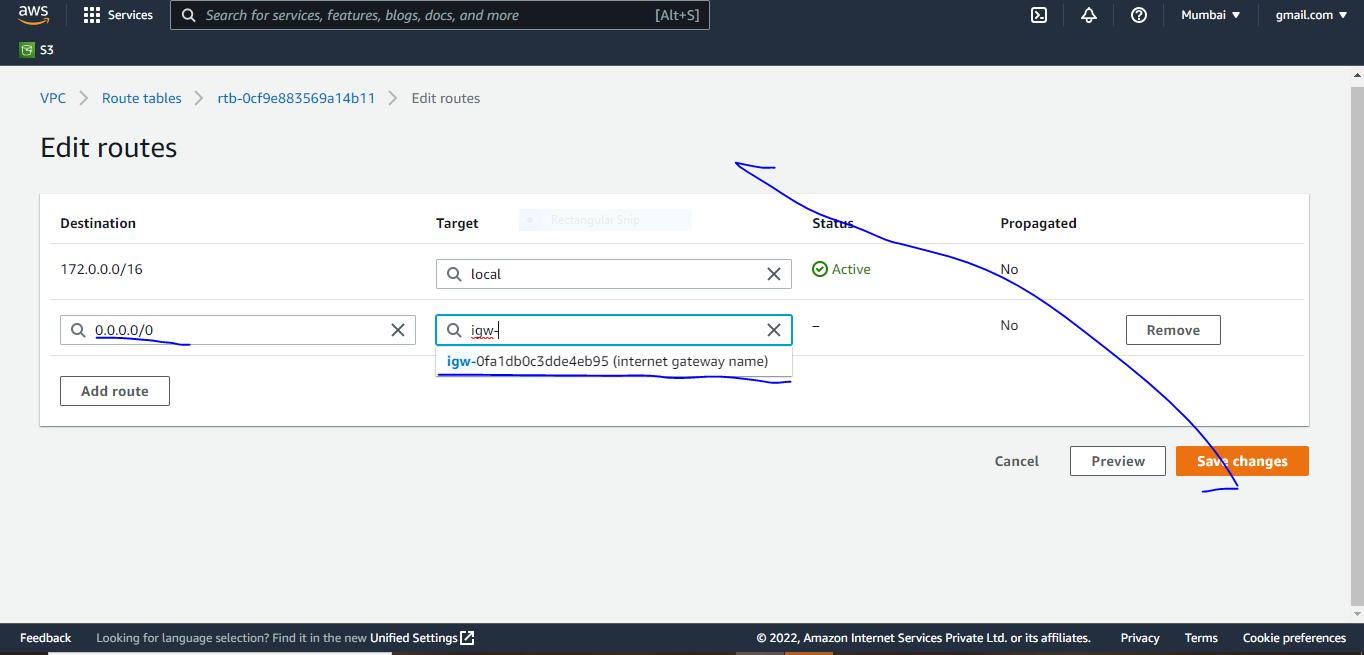 aws
Services
Search for services, features, blogs, docs, and more
[Alt+S]
Mumbai ▼
gmail.com ▼
S3
VPC > Route tables > rtb-0cf9e883569a14b11 > Edit routes
Edit routes
Destination Target Status Propagated
Rectangular Snip
172.0.0.0/16 local Active No
0.0.0.0/0 igw- – No Remove
igw-0fa1db0c3dde4eb95 (internet gateway name)
Add route
Cancel Preview Save changes
Feedback Looking for language selection? Find it in the new Unified Settings © 2022, Amazon Internet Services Private Ltd. or its affiliates. Privacy Terms Cookie preferences